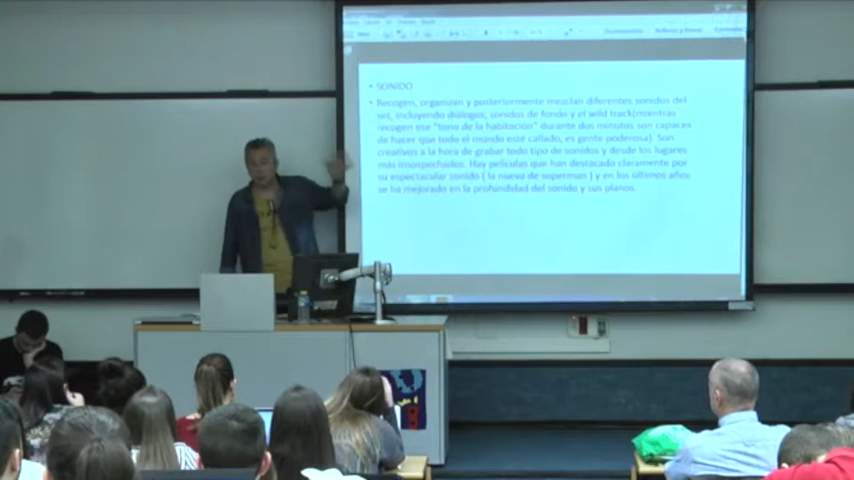 • SONIDO
• Recogen, organizan y posteriormente mezclan diferentes sonidos del
set, incluyendo diálogos, sonidos de fondo y el wild track(mientras
recogen ese "tono de la habitación" durante dos minutos son capaces
de hacer que todo el mundo esté callado, es gente poderosa). Son
creativos a la hora de grabar todo tipo de sonidos y desde los lugares
más insospechados. Hay películas que han destacado claramente por
su espectacular sonido ( la nueva de superman ) y en los últimos años
se ha mejorado en la profundidad del sonido y sus planos.